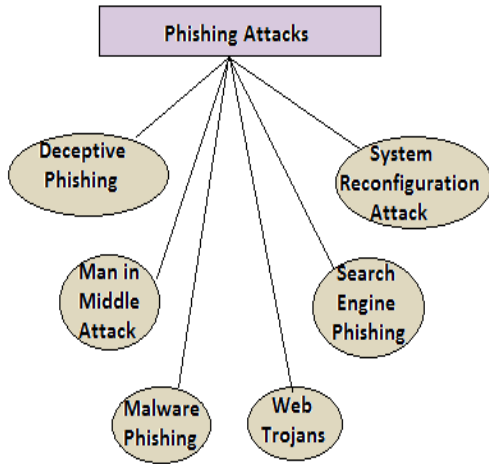 Phishing Attacks
Deceptive
Phishing
System
Reconfiguration
Attack
Man in
Middle
Attack
Search
Engine
Phishing
Malware
Phishing
Web
Trojans